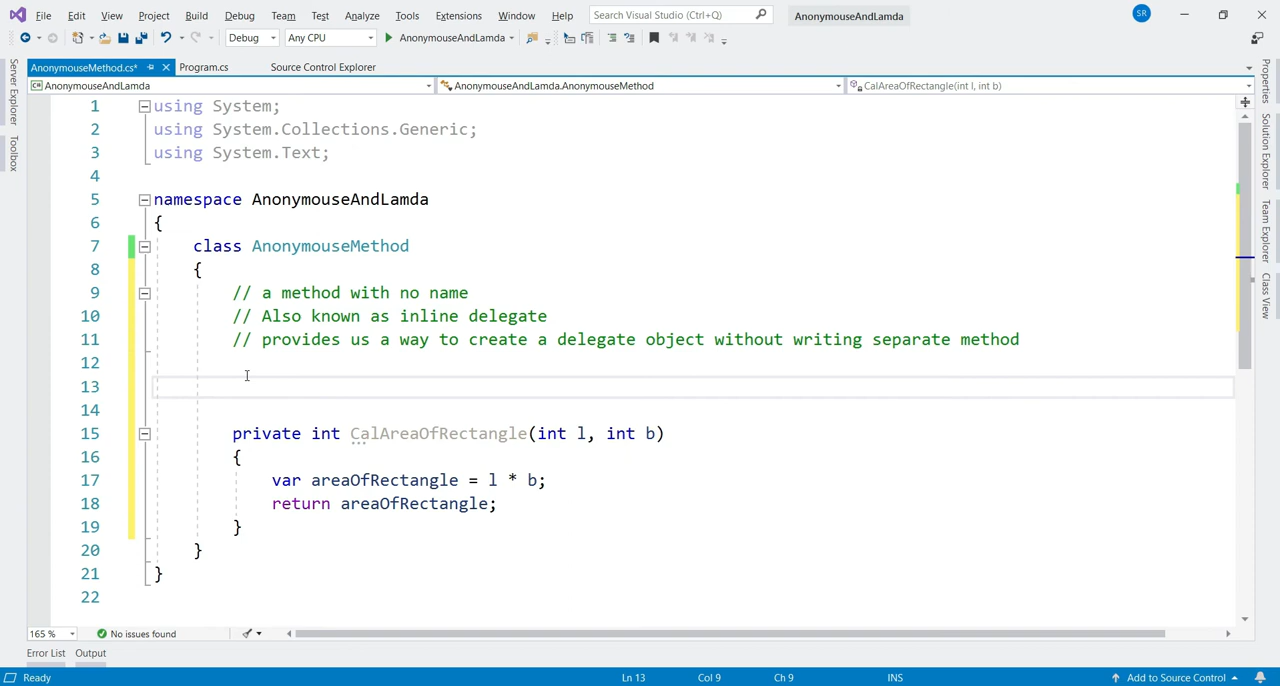 File Edit View Project Build Debug Team Test Analyze Tools Extensions Window Help Search Visual Studio (Ctrl+Q) AnonymouseAndLamda SR
Debug Any CPU AnonymouseAndLamda
AnonymouseMethod.cs* Program.cs Source Control Explorer
AnonymouseAndLamda AnonymouseAndLamda.AnonymouseMethod CalAreaOfRectangle(int l, int b)
Server Explorer
Toolbox
1 using System;
2 using System.Collections.Generic;
3 using System.Text;
4
5 namespace AnonymouseAndLamda
6 {
7 class AnonymouseMethod
8 {
9 // a method with no name
10 // Also known as inline delegate
11 // provides us a way to create a delegate object without writing separate method
12
13
14
15 private int CalAreaOfRectangle(int l, int b)
16 {
17 var areaOfRectangle = l * b;
18 return areaOfRectangle;
19 }
20 }
21 }
22
Properties
Solution Explorer
Team Explorer
Class View
165 % No issues found
Error List Output
Ready Ln 13 Col 9 Ch 9 INS Add to Source Control